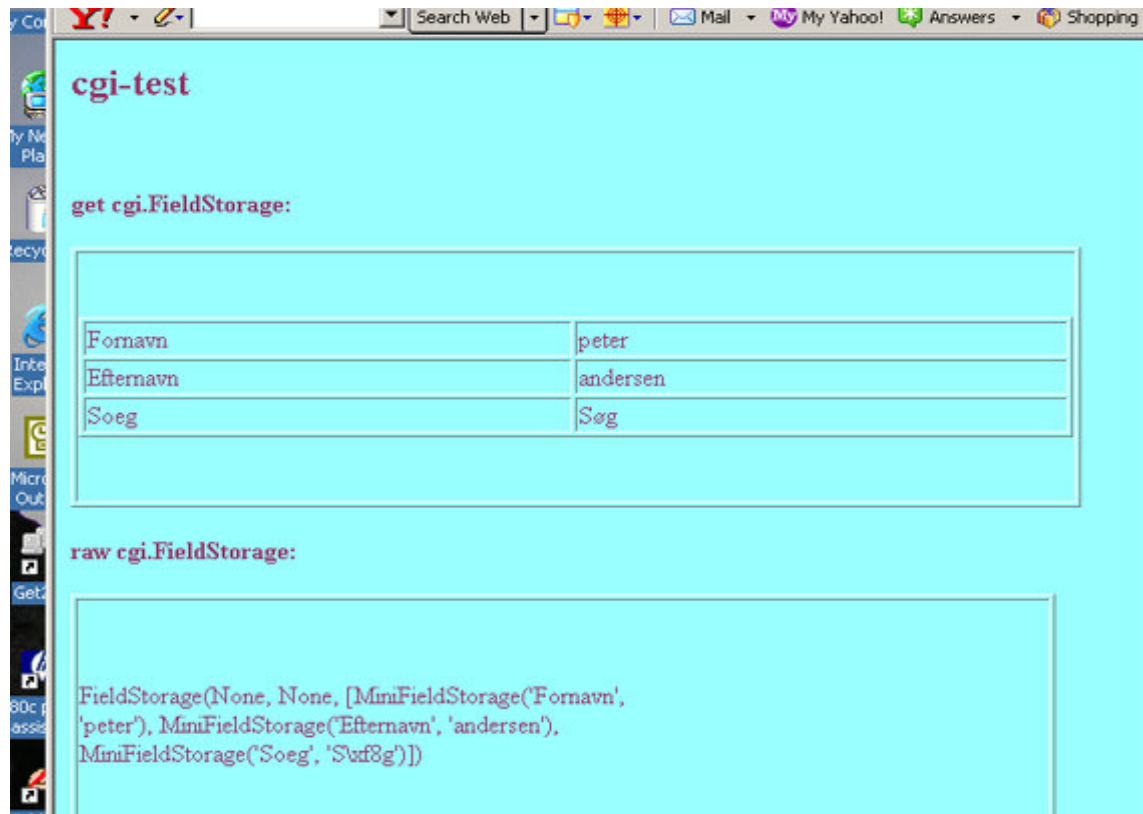 Y!
Search Web
Mail
My Yahoo!
Answers
Shopping
cgi-test
get cgi.FieldStorage:
Fornavn peter
Efternavn andersen
Soeg Søg
raw cgi.FieldStorage:
FieldStorage(None, None, [MiniFieldStorage('Fornavn',
'peter'), MiniFieldStorage('Efternavn', 'andersen'),
MiniFieldStorage('Soeg', 'S\xf8g')])